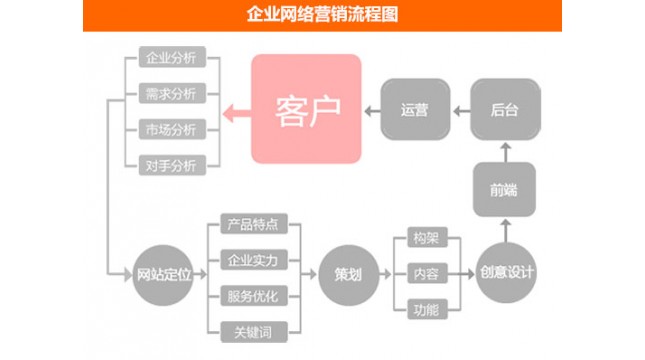 企业网络营销流程图
企业分析
需求分析
市场分析
对手分析
客户
运营
后台
前端
网站定位
产品特点
企业实力
服务优化
关键词
策划
构架
内容
功能
创意设计